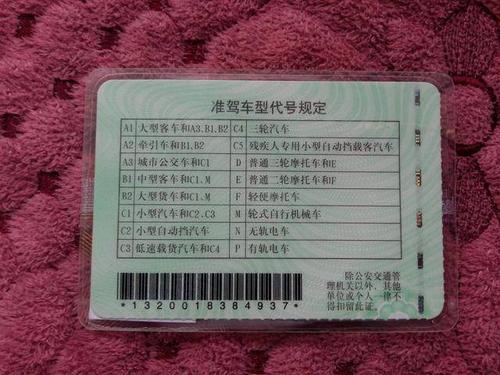 准驾车型代号规定
A1 大型客车和A3.B1.B2 C4 三轮汽车
A2 牵引车和B1.B2 C5 残疾人专用小型自动挡载客汽车
A3 城市公交车和C1 D 普通三轮摩托车和E
B1 中型客车和C1.M E 普通二轮摩托车和F
B2 大型货车和C1.M F 轻便摩托车
C1 小型汽车和C2.C3 M 轮式自行机械车
C2 小型自动挡汽车 N 无轨电车
C3 低速载货汽车和C4 P 有轨电车
*1320018384937*
除公安交通管
理机关以外，其他
单位或个人一律不
得扣留此证。